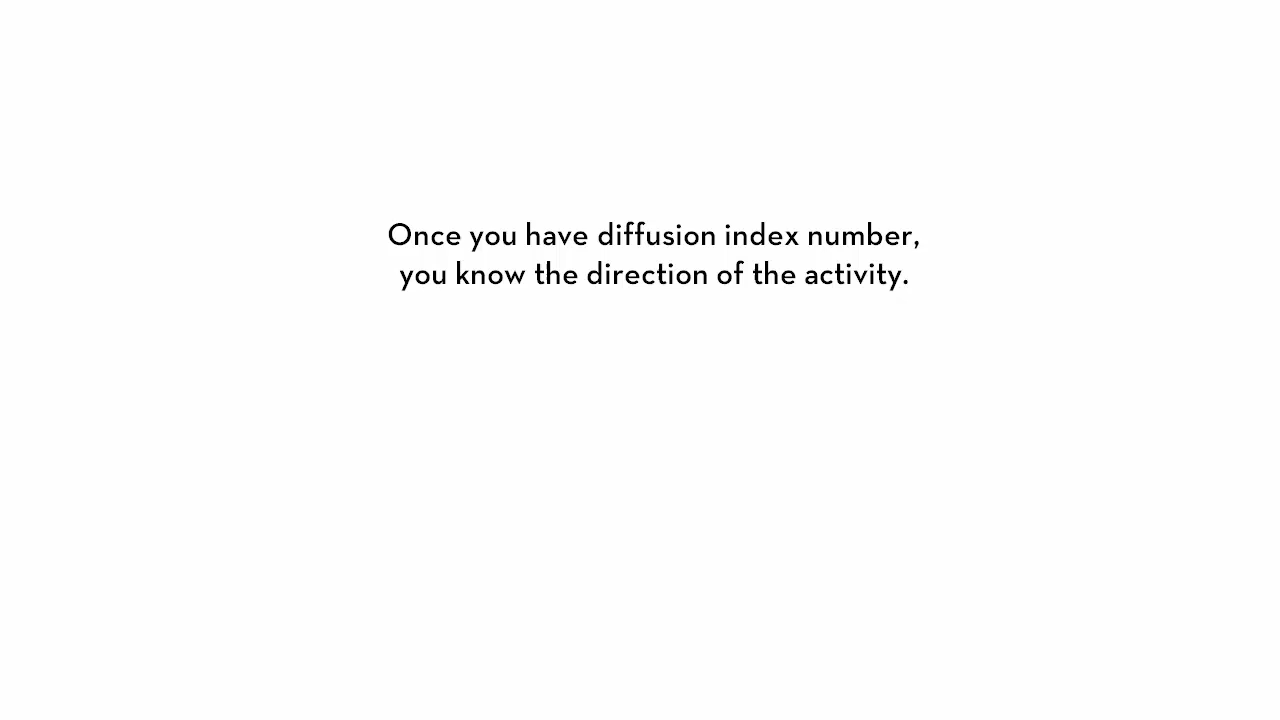 Once you have diffusion index number,
you know the direction of the activity.